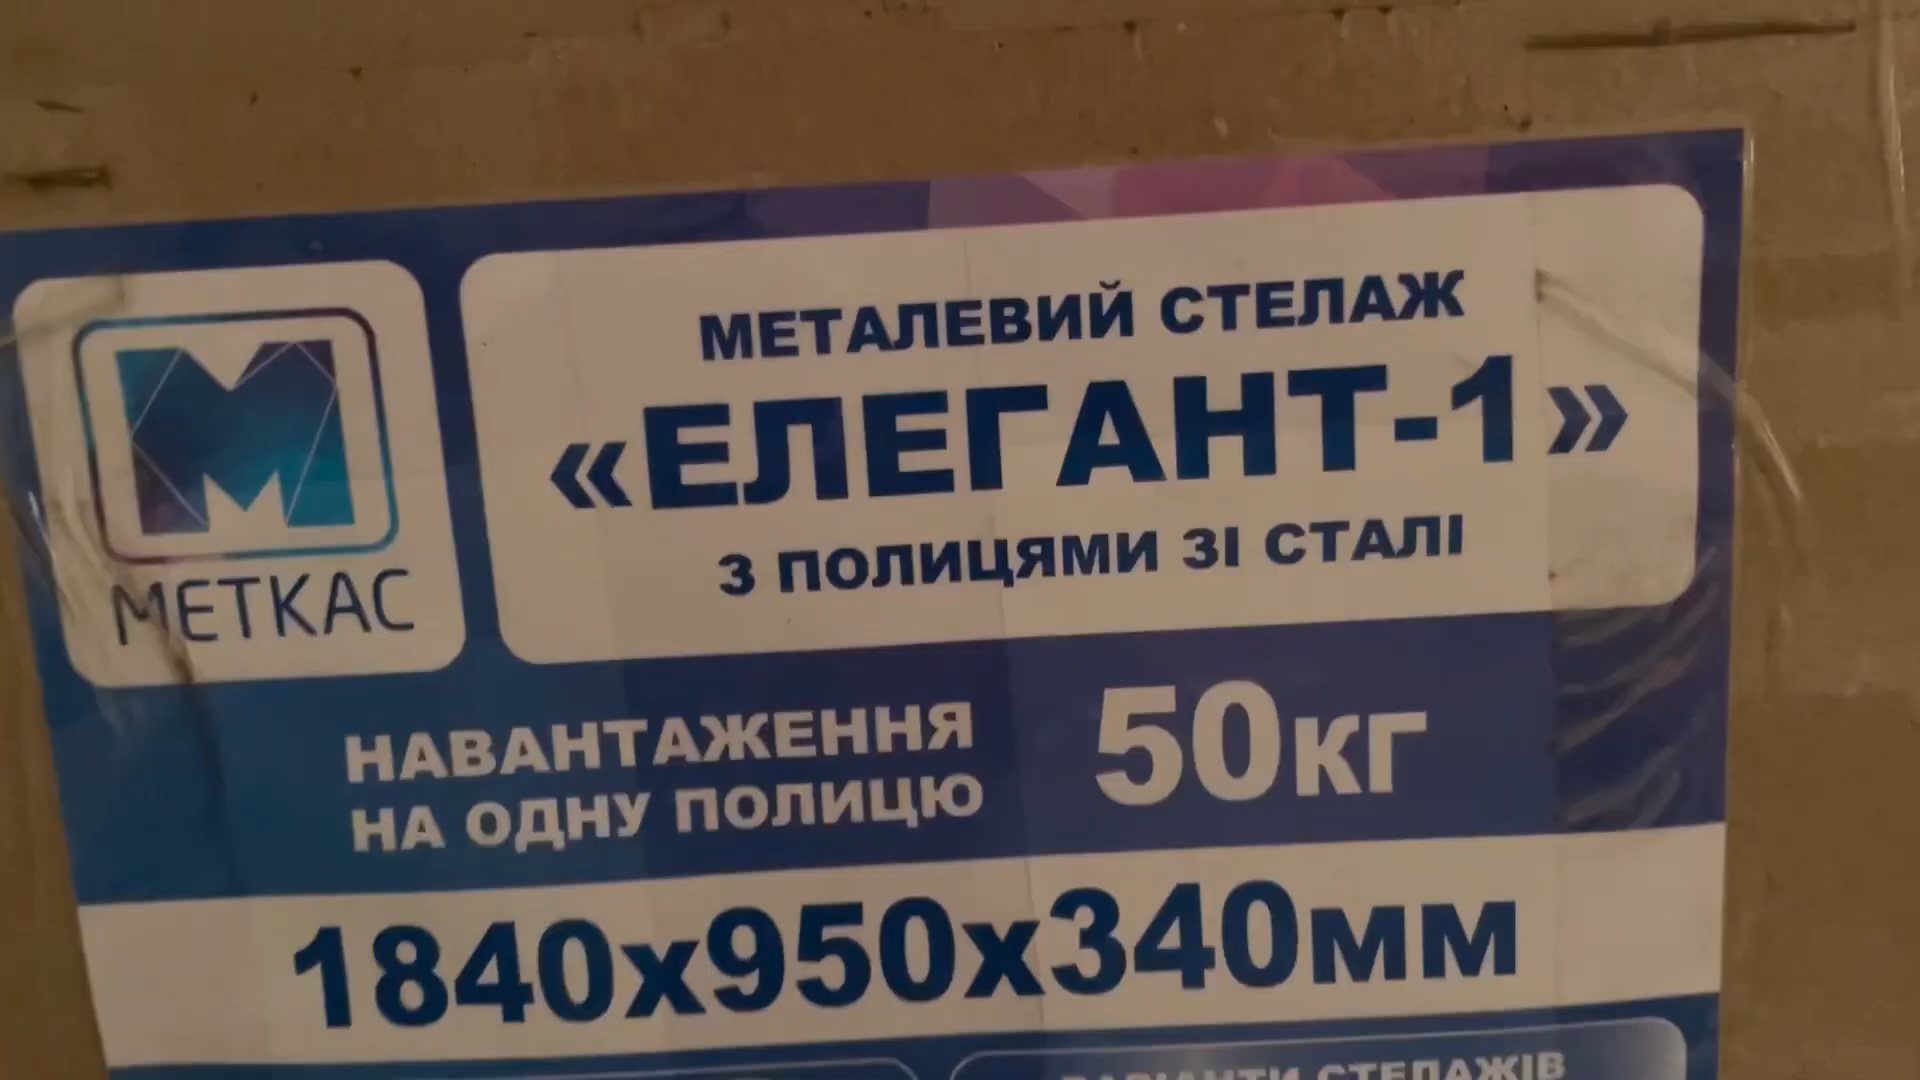 МЕТКАС
МЕТАЛЕВИЙ СТЕЛАЖ
«ЕЛЕГАНТ-1»
З ПОЛИЦЯМИ ЗІ СТАЛІ
НАВАНТАЖЕННЯ
НА ОДНУ ПОЛИЦЮ
50кг
1840х950х340мм
ВАРІАНТИ СТЕЛАЖІВ